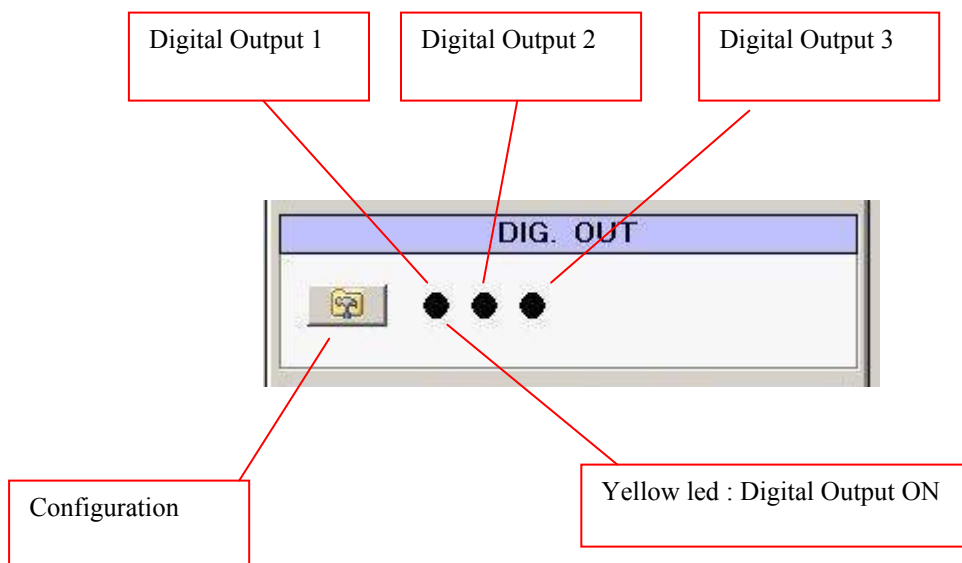 Digital Output 1
Digital Output 2
Digital Output 3
DIG. OUT
Configuration
Yellow led : Digital Output ON